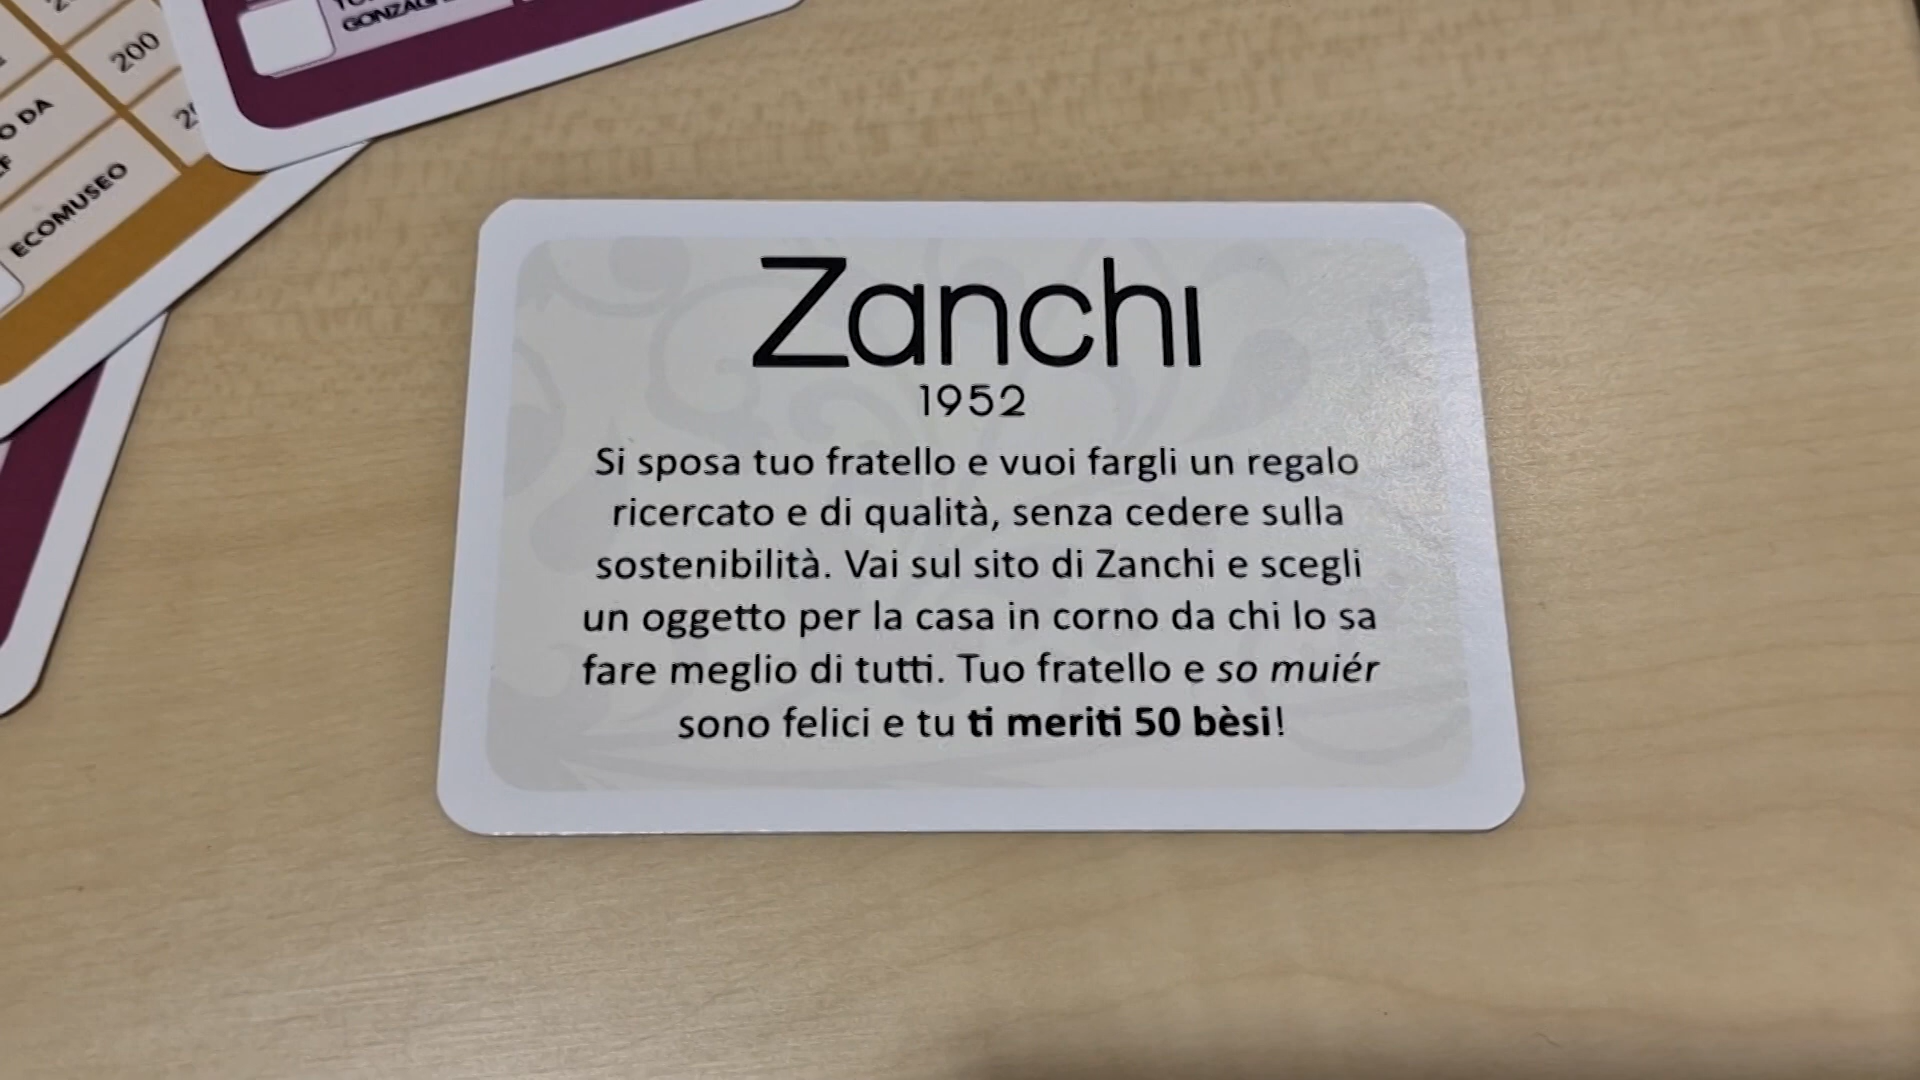 GONZAGH
200
O DA
ECOMUSEO
Zanchi
1952
Si sposa tuo fratello e vuoi fargli un regalo
ricercato e di qualità, senza cedere sulla
sostenibilità. Vai sul sito di Zanchi e scegli
un oggetto per la casa in corno da chi lo sa
fare meglio di tutti. Tuo fratello e so muiér
sono felici e tu ti meriti 50 bèsi!